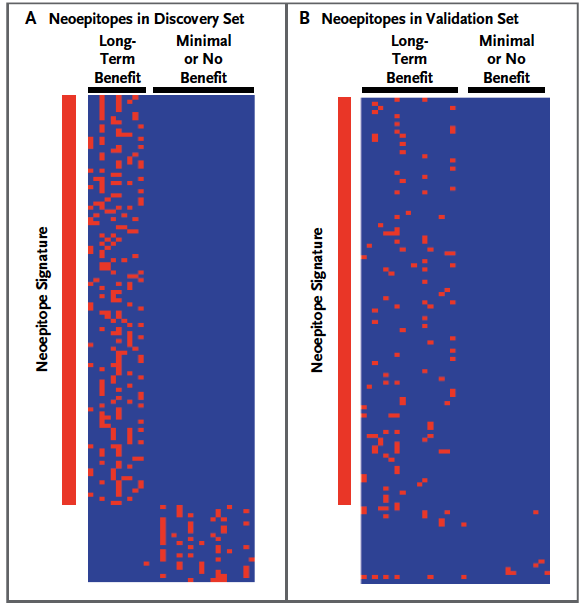 A Neoepitopes in Discovery Set
Long-
Term
Benefit
Minimal
or No
Benefit
Neoepitope Signature
B Neoepitopes in Validation Set
Long-
Term
Benefit
Minimal
or No
Benefit
Neoepitope Signature